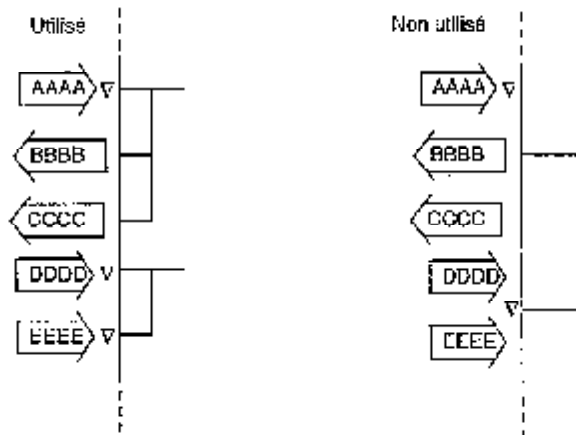 Utilisé
AAAA
BBBB
CCCC
DDDD
EEEE
Non utilisé
AAAA
BBBB
CCCC
DDDD
EEEE